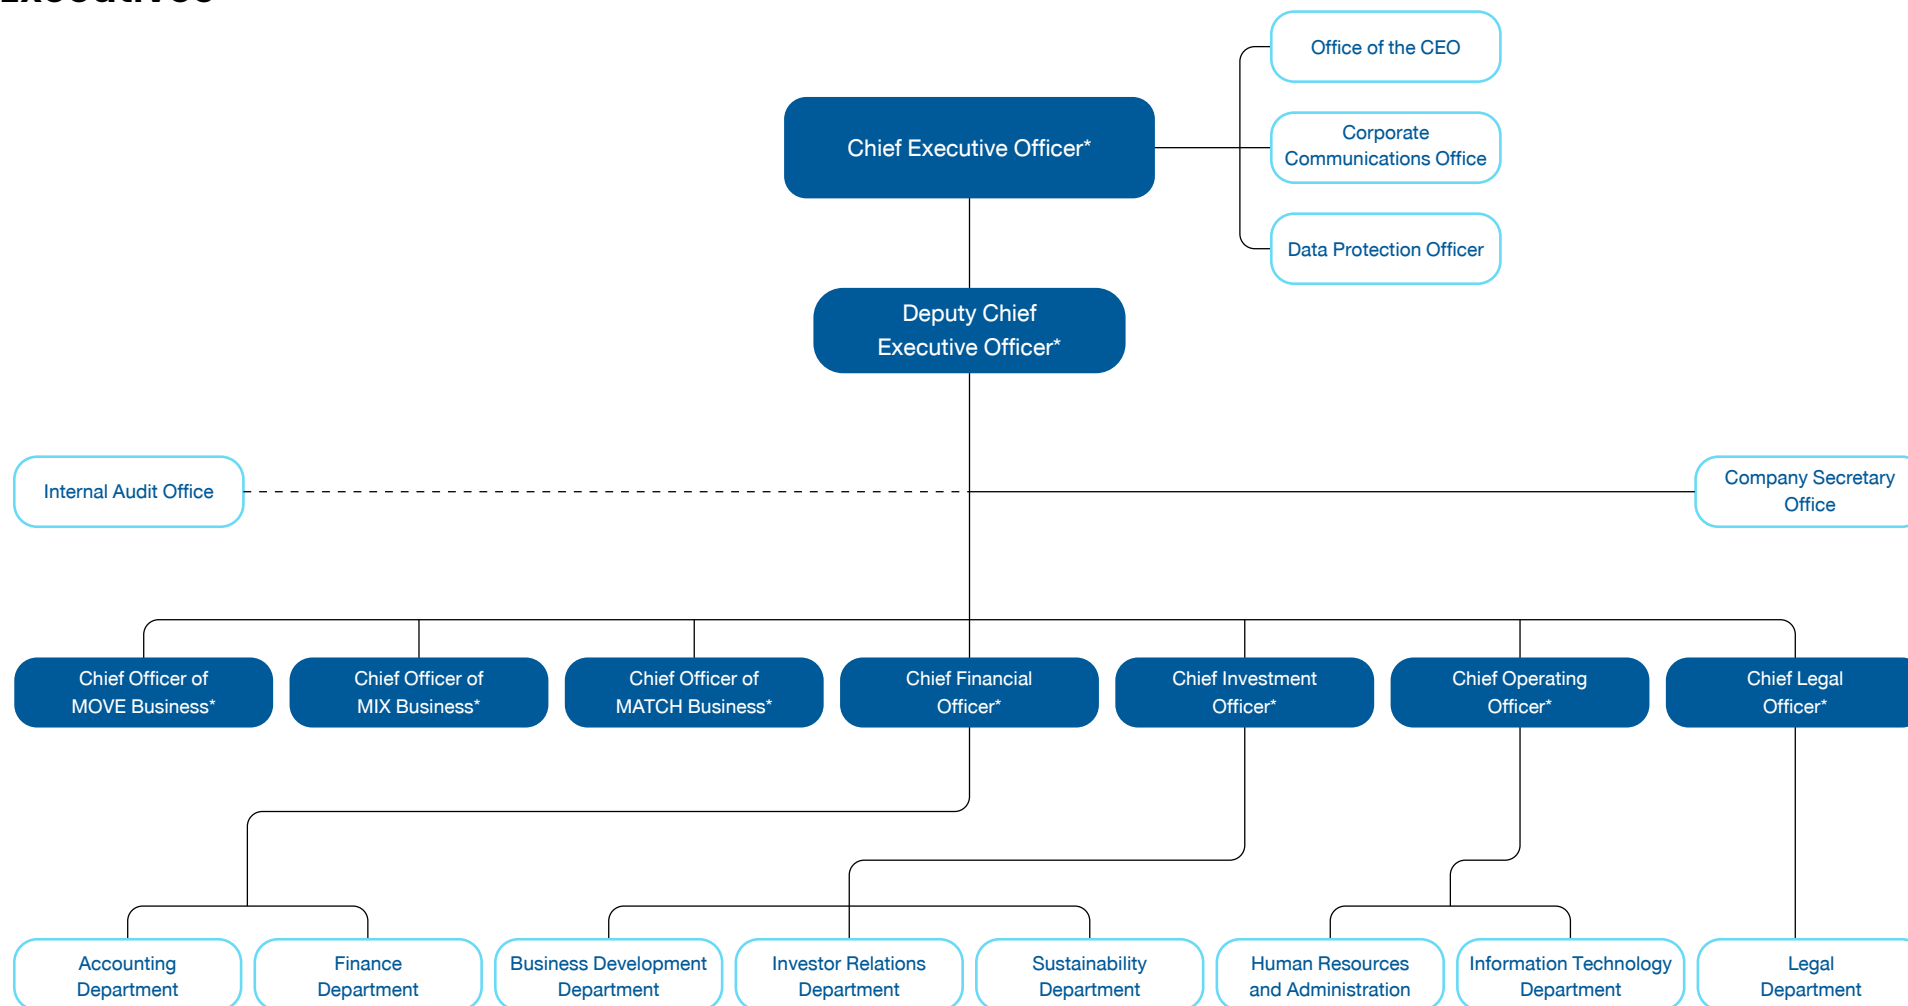 Executives
Office of the CEO
Chief Executive Officer*
Corporate
Communications Office
Data Protection Officer
Deputy Chief
Executive Officer*
Internal Audit Office
Company Secretary
Office
Chief Officer of
MOVE Business*
Chief Officer of
MIX Business*
Chief Officer of
MATCH Business*
Chief Financial
Officer*
Chief Investment
Officer*
Chief Operating
Officer*
Chief Legal
Officer*
Accounting
Department
Finance
Department
Business Development
Department
Investor Relations
Department
Sustainability
Department
Human Resources
and Administration
Information Technology
Department
Legal
Department